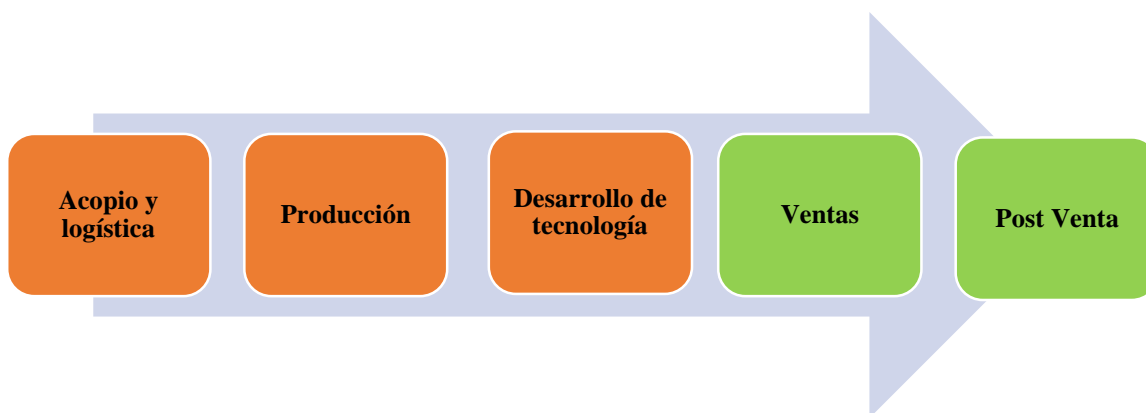 Acopio y
logística
Producción
Desarrollo de
tecnología
Ventas
Post Venta